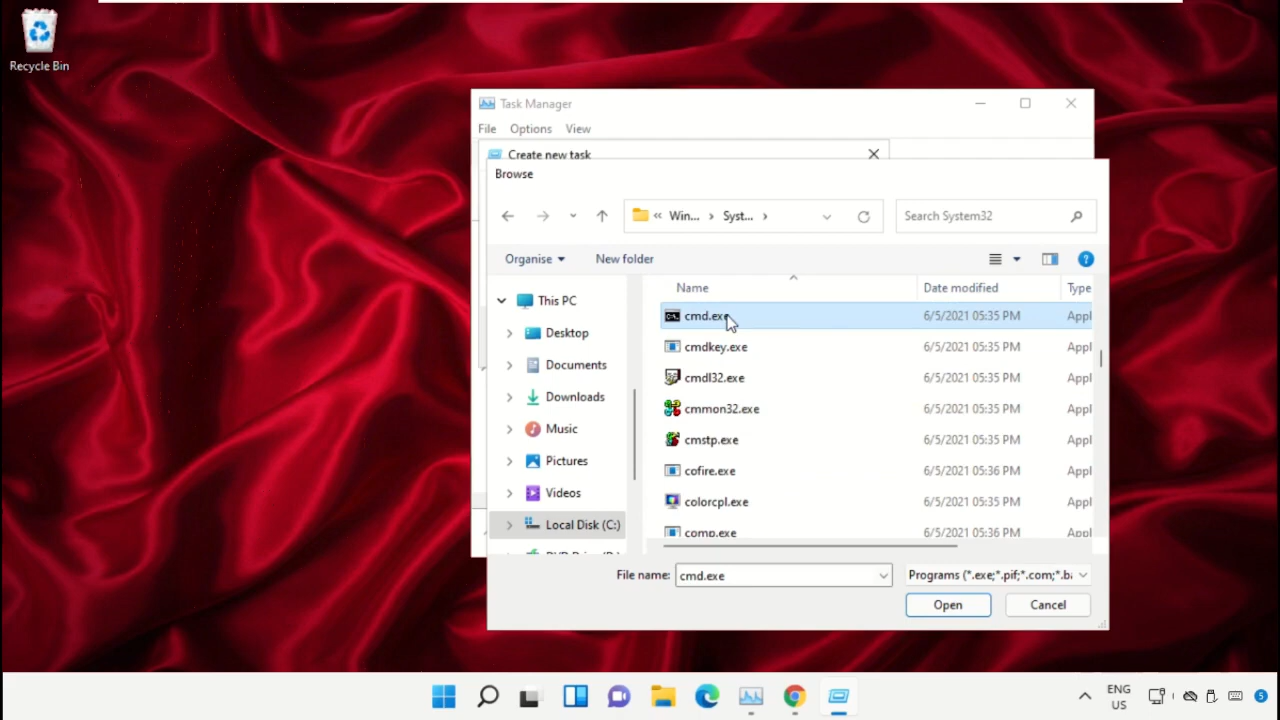 Recycle Bin
Task Manager
File Options View
Create new task
Browse
« Win... › Syst... ›
Search System32
Organise New folder
Name Date modified Type
This PC
Desktop
Documents
Downloads
Music
Pictures
Videos
Local Disk (C:)
cmd.exe 6/5/2021 05:35 PM Appl
cmdkey.exe 6/5/2021 05:35 PM Appl
cmdl32.exe 6/5/2021 05:35 PM Appl
cmmon32.exe 6/5/2021 05:35 PM Appl
cmstp.exe 6/5/2021 05:35 PM Appl
cofire.exe 6/5/2021 05:36 PM Appl
colorcpl.exe 6/5/2021 05:35 PM Appl
comp.exe 6/5/2021 05:36 PM Appl
File name: cmd.exe
Programs (*.exe;*.pif;*.com;*.ba
Open Cancel
ENG
US
5